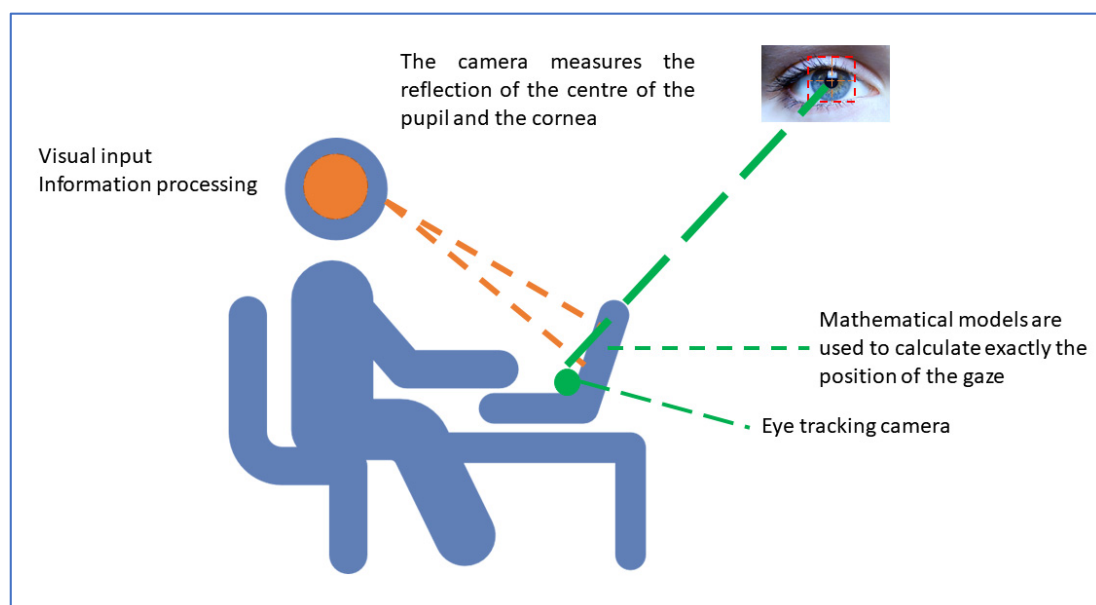 The camera measures the
reflection of the centre of the
pupil and the cornea
Visual input
Information processing
Mathematical models are
used to calculate exactly the
position of the gaze
Eye tracking camera